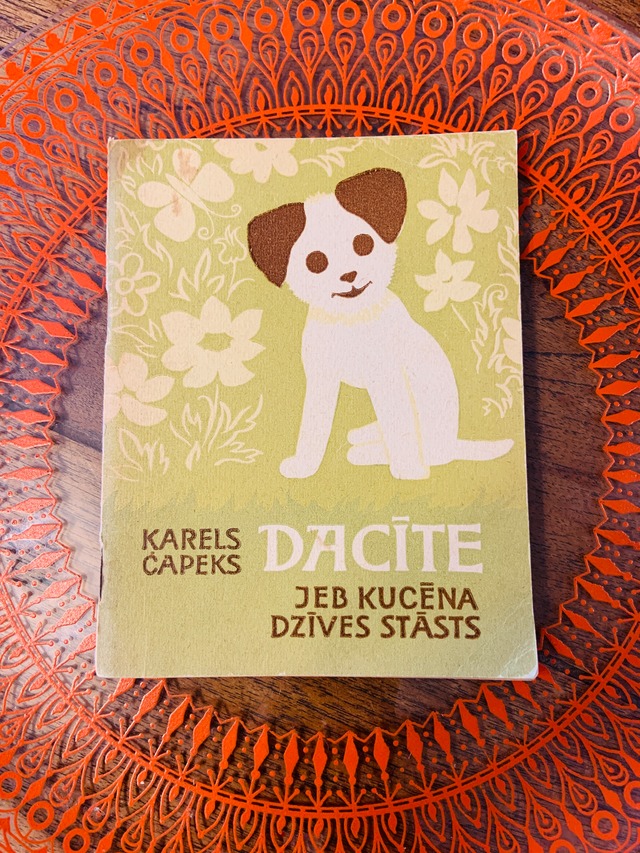 KARELS
ČAPEKS
DACĪTE
JEB KUCĒNA
DZĪVES STĀSTS